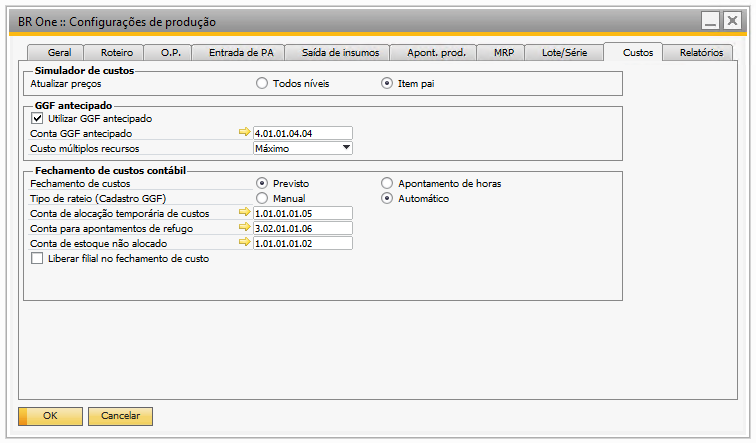 BR One :: Configurações de produção
Geral Roteiro O.P. Entrada de PA Saída de insumos Apont. prod. MRP Lote/Série Custos Relatórios
Simulador de custos
Atualizar preços Todos níveis Item pai
GGF antecipado
Utilizar GGF antecipado
Conta GGF antecipado 4.01.01.04.04
Custo múltiplos recursos Máximo
Fechamento de custos contábil
Fechamento de custos Previsto Apontamento de horas
Tipo de rateio (Cadastro GGF) Manual Automático
Conta de alocação temporária de custos 1.01.01.01.05
Conta para apontamentos de refugo 3.02.01.01.06
Conta de estoque não alocado 1.01.01.01.02
Liberar filial no fechamento de custo
OK Cancelar